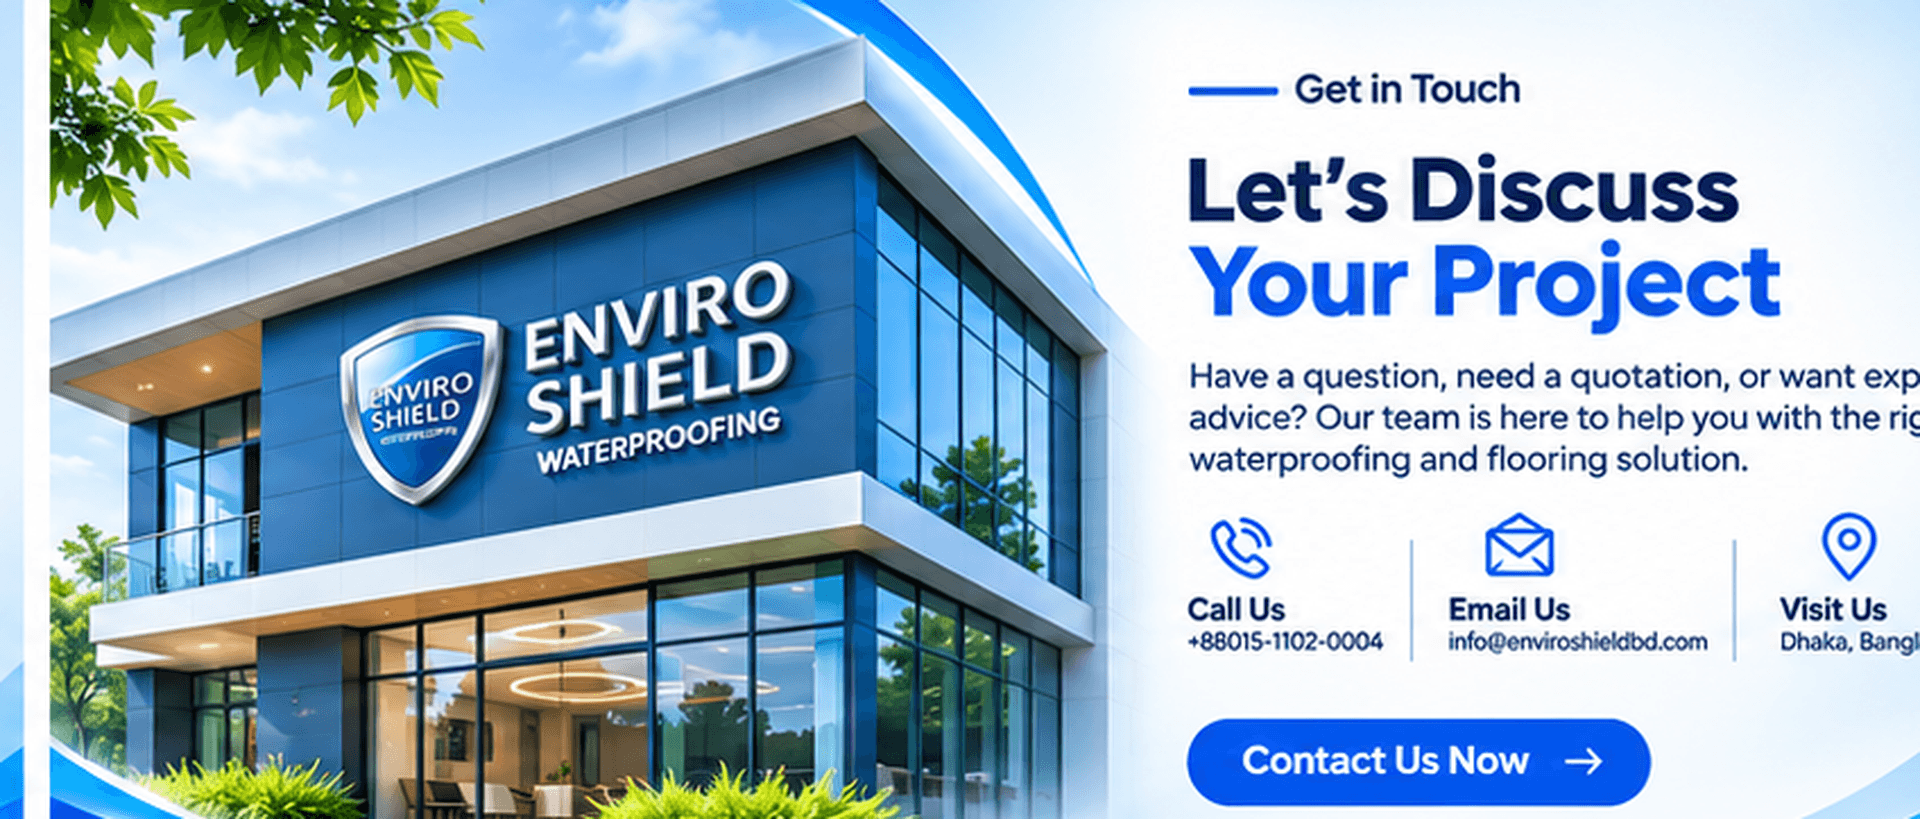 ENVIRO
SHIELD
ENVIRO
SHIELD
WATERPROOFING
Get in Touch
Let's Discuss
Your Project
Have a question, need a quotation, or want exp
advice? Our team is here to help you with the rig
waterproofing and flooring solution.
Call Us
+88015-1102-0004
Email Us
info@enviroshieldbd.com
Visit Us
Dhaka, Bangl
Contact Us Now →